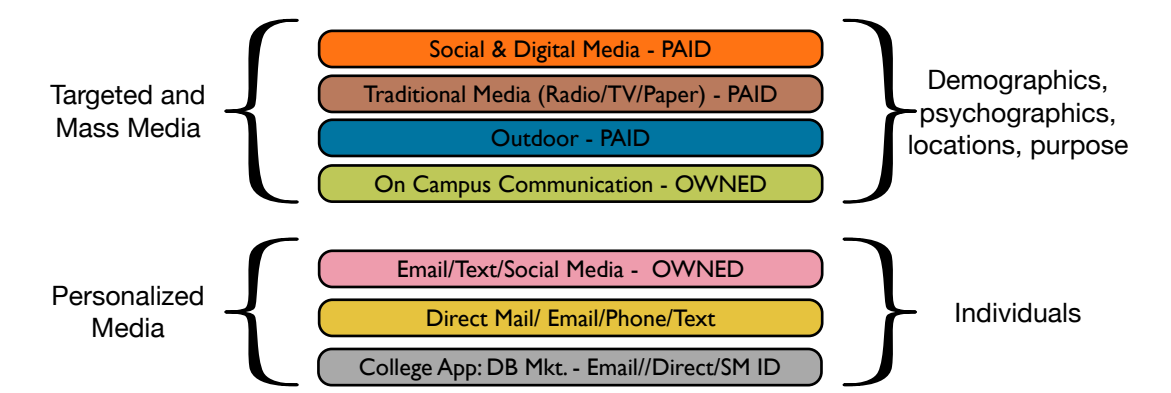 Targeted and
Mass Media
Social & Digital Media - PAID
Traditional Media (Radio/TV/Paper) - PAID
Outdoor - PAID
On Campus Communication - OWNED
Demographics,
psychographics,
locations, purpose
Personalized
Media
Email/Text/Social Media - OWNED
Direct Mail/ Email/Phone/Text
College App: DB Mkt. - Email//Direct/SM ID
Individuals